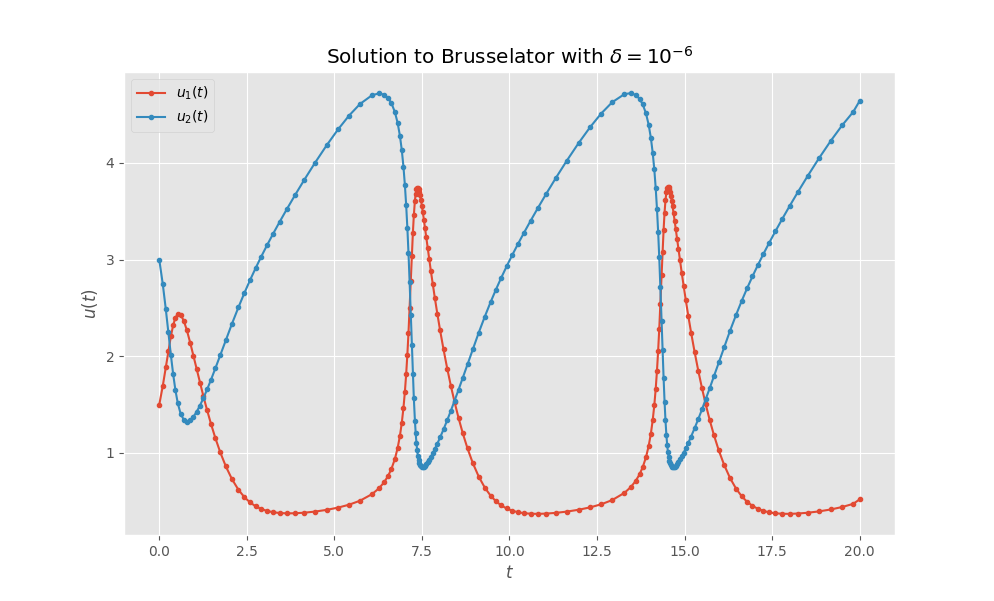 Solution to Brusselator with $\delta = 10^{-6}$
u₁(t)
u₂(t)
4
3
2
1
u(t)
0.0 2.5 5.0 7.5 10.0 12.5 15.0 17.5 20.0
t